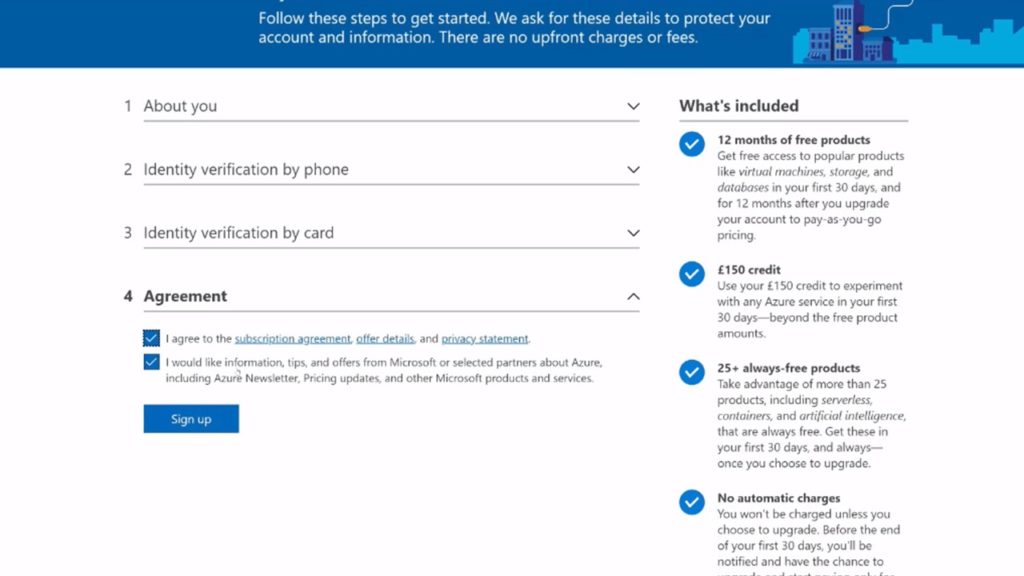 Follow these steps to get started. We ask for these details to protect your
account and information. There are no upfront charges or fees.
1 About you
2 Identity verification by phone
3 Identity verification by card
4 Agreement
I agree to the subscription agreement, offer details, and privacy statement.
I would like information, tips, and offers from Microsoft or selected partners about Azure,
including Azure Newsletter, Pricing updates, and other Microsoft products and services.
Sign up
What's included
12 months of free products
Get free access to popular products
like virtual machines, storage, and
databases in your first 30 days, and
for 12 months after you upgrade
your account to pay-as-you-go
pricing.
£150 credit
Use your £150 credit to experiment
with any Azure service in your first
30 days—beyond the free product
amounts.
25+ always-free products
Take advantage of more than 25
products, including serverless,
containers, and artificial intelligence,
that are always free. Get these in
your first 30 days, and always—
once you choose to upgrade.
No automatic charges
You won't be charged unless you
choose to upgrade. Before the end
of your first 30 days, you'll be
notified and have the chance to